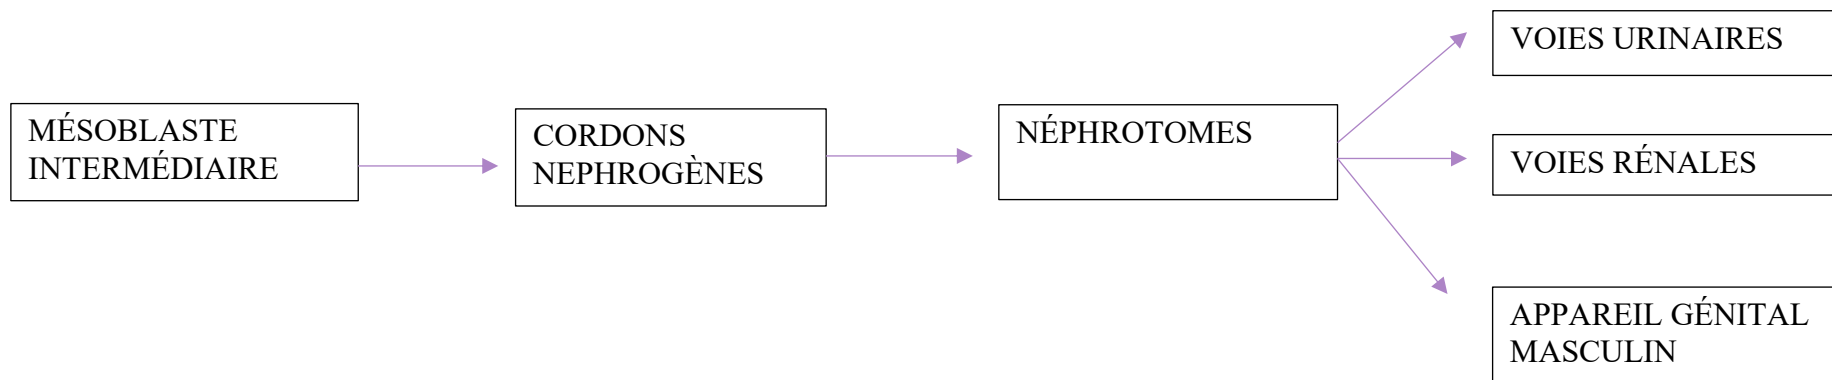 MÉSOBLASTE
INTERMÉDIAIRE
CORDONS
NEPHROGÈNES
NÉPHROTOMES
VOIES URINAIRES
VOIES RÉNALES
APPAREIL GÉNITAL
MASCULIN